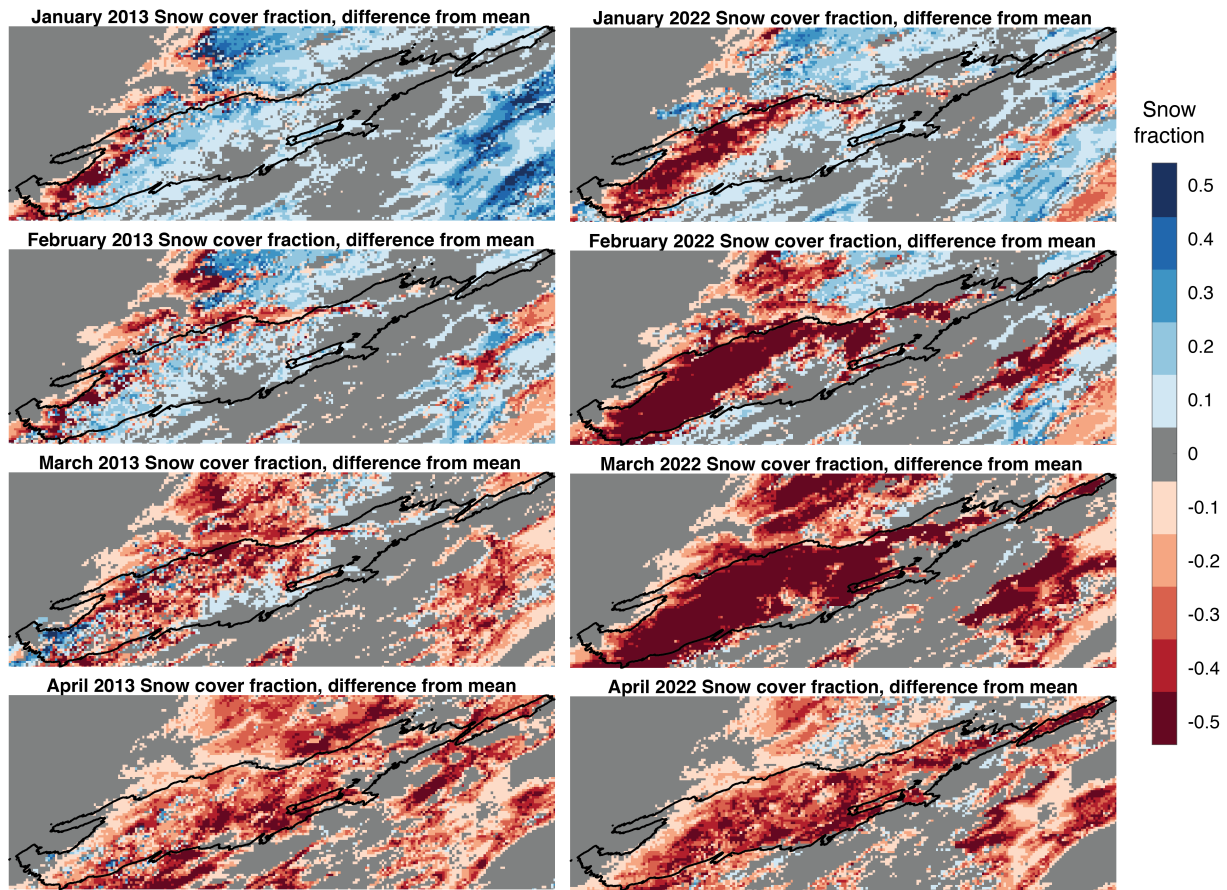 January 2013 Snow cover fraction, difference from mean
January 2022 Snow cover fraction, difference from mean
February 2013 Snow cover fraction, difference from mean
February 2022 Snow cover fraction, difference from mean
March 2013 Snow cover fraction, difference from mean
March 2022 Snow cover fraction, difference from mean
April 2013 Snow cover fraction, difference from mean
April 2022 Snow cover fraction, difference from mean
Snow
fraction
0.5
0.4
0.3
0.2
0.1
0
-0.1
-0.2
-0.3
-0.4
-0.5